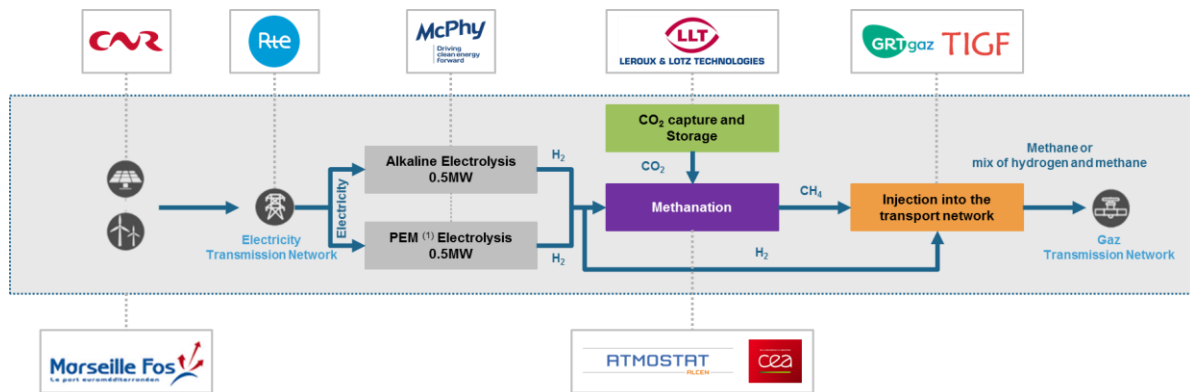 CNR
Rte
McPhy
Driving
clean energy
forward
LLT
LEROUX & LOTZ TECHNOLOGIES
GRTgaz TIGF
CO₂ capture and
Storage
Methane or
mix of hydrogen and methane
Alkaline Electrolysis
0.5MW
H₂
CO₂
Electricity
Methanation
CH₄
Injection into the
transport network
Electricity
Transmission Network
PEM ⁽¹⁾ Electrolysis
0.5MW
H₂
H₂
Gaz
Transmission Network
Marseille Fos
Le port euroméditerranéen
ATMOSTAT
ALCEN
cea